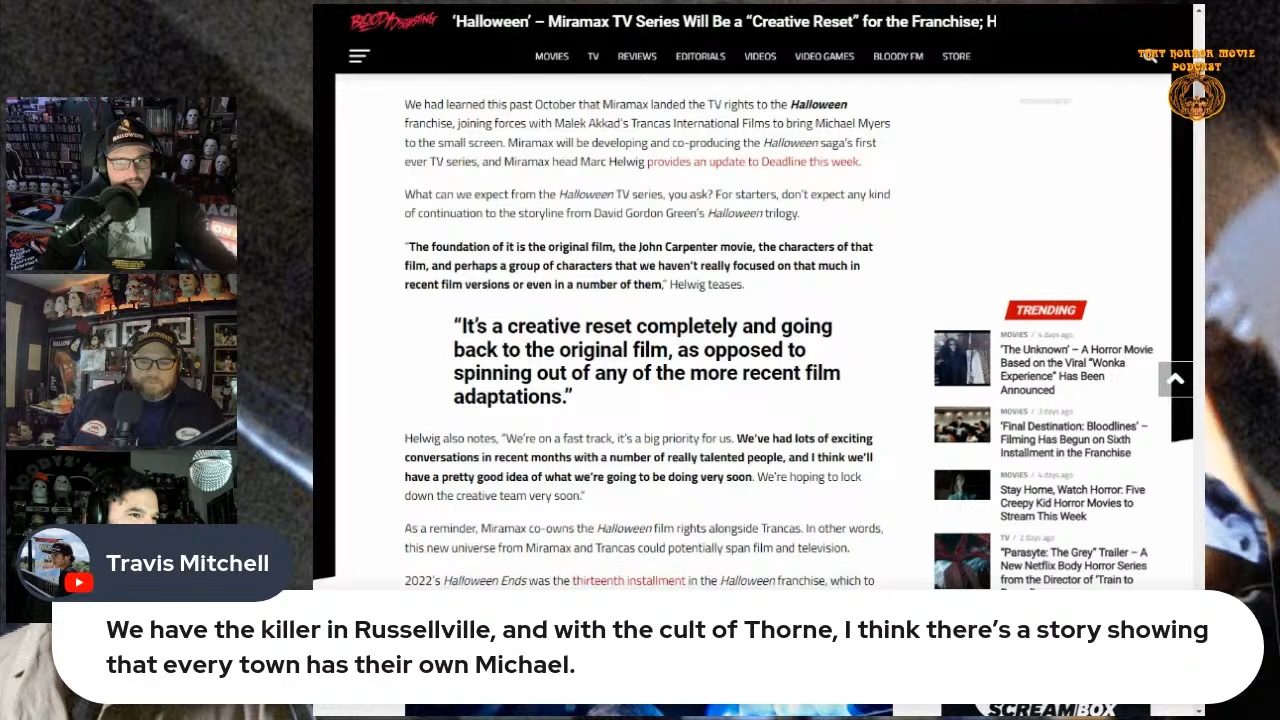 BLOODY DISGUSTING
‘Halloween’ – Miramax TV Series Will Be a “Creative Reset” for the Franchise; H
MOVIES TV REVIEWS EDITORIALS VIDEOS VIDEO GAMES BLOODY FM STORE
THAT HORROR MOVIE
PODCAST
We had learned this past October that Miramax landed the TV rights to the Halloween
franchise, joining forces with Malek Akkad’s Trancas International Films to bring Michael Myers
to the small screen. Miramax will be developing and co-producing the Halloween saga’s first
ever TV series, and Miramax head Marc Helwig provides an update to Deadline this week.
What can we expect from the Halloween TV series, you ask? For starters, don’t expect any kind
of continuation to the storyline from David Gordon Green’s Halloween trilogy.
“The foundation of it is the original film, the John Carpenter movie, the characters of that
film, and perhaps a group of characters that we haven’t really focused on that much in
recent film versions or even in a number of them,” Helwig teases.
“It’s a creative reset completely and going
back to the original film, as opposed to
spinning out of any of the more recent film
adaptations.”
Helwig also notes, “We’re on a fast track, it’s a big priority for us. We’ve had lots of exciting
conversations in recent months with a number of really talented people, and I think we’ll
have a pretty good idea of what we’re going to be doing very soon. We’re hoping to lock
down the creative team very soon.”
As a reminder, Miramax co-owns the Halloween film rights alongside Trancas. In other words,
this new universe from Miramax and Trancas could potentially span film and television.
2022’s Halloween Ends was the thirteenth installment in the Halloween franchise, which to
TRENDING
MOVIES / 4 days ago
‘The Unknown’ – A Horror Movie
Based on the Viral “Wonka
Experience” Has Been
Announced
MOVIES / 3 days ago
‘Final Destination: Bloodlines’ –
Filming Has Begun on Sixth
Installment in the Franchise
MOVIES / 4 days ago
Stay Home, Watch Horror: Five
Creepy Kid Horror Movies to
Stream This Week
TV / 2 days ago
“Parasyte: The Grey” Trailer – A
New Netflix Body Horror Series
from the Director of ‘Train to
SCREAMBOX
Travis Mitchell
We have the killer in Russellville, and with the cult of Thorne, I think there’s a story showing
that every town has their own Michael.